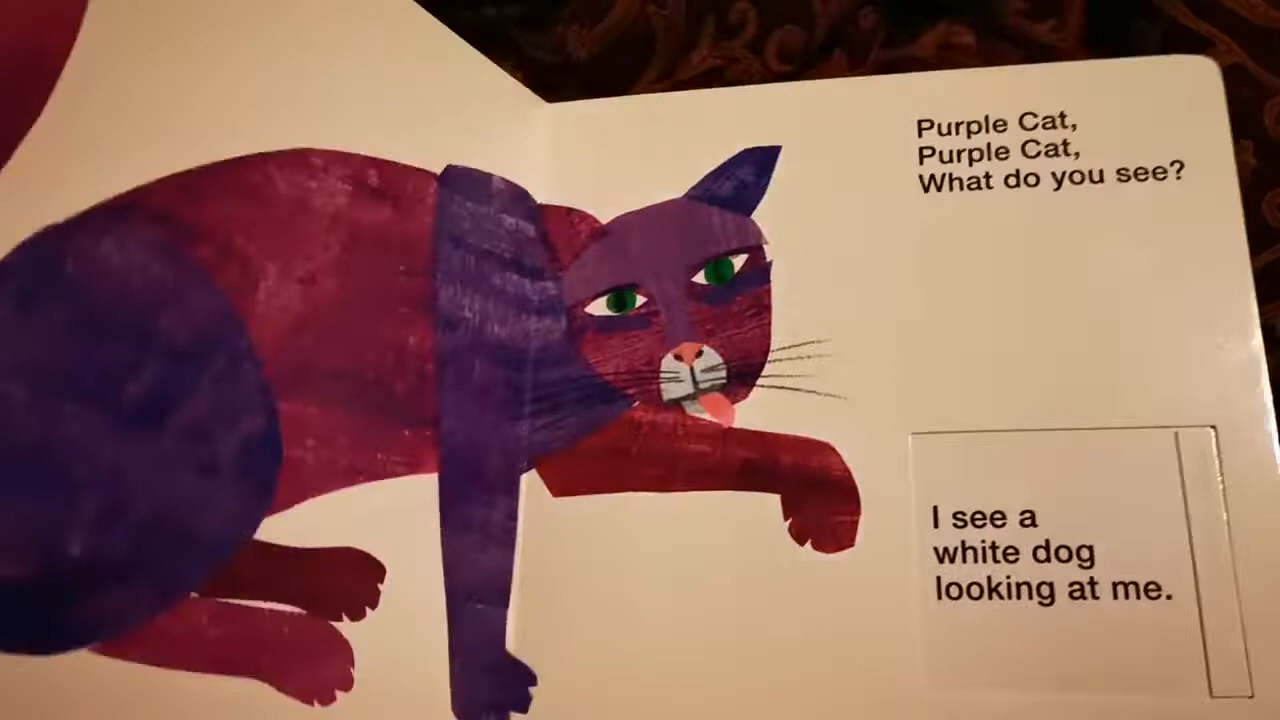 Purple Cat,
Purple Cat,
What do you see?
I see a
white dog
looking at me.